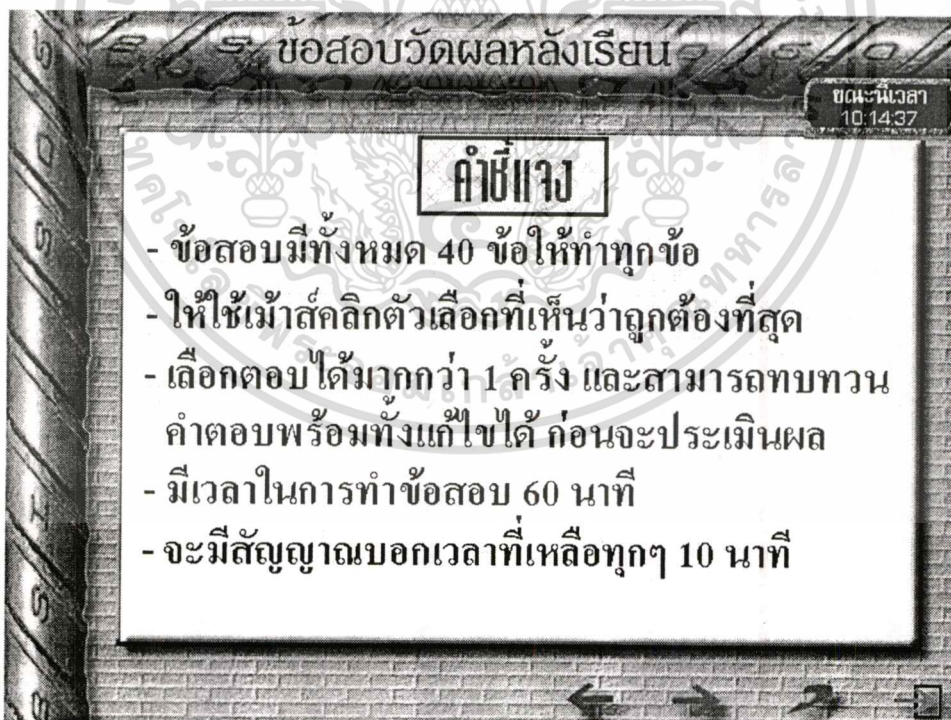 ข้อสอบวัดผลหลังเรียน
ขณะนี้เวลา
10:14:37
คำชี้แจง
- ข้อสอบมีทั้งหมด 40 ข้อให้ทำทุกข้อ
- ให้ใช้เม้าส์คลิกตัวเลือกที่เห็นว่าถูกต้องที่สุด
- เลือกตอบได้มากกว่า 1 ครั้ง และสามารถทบทวน
คำตอบพร้อมทั้งแก้ไขได้ ก่อนจะประเมินผล
- มีเวลาในการทำข้อสอบ 60 นาที
- จะมีสัญญาณบอกเวลาที่เหลือทุกๆ 10 นาที